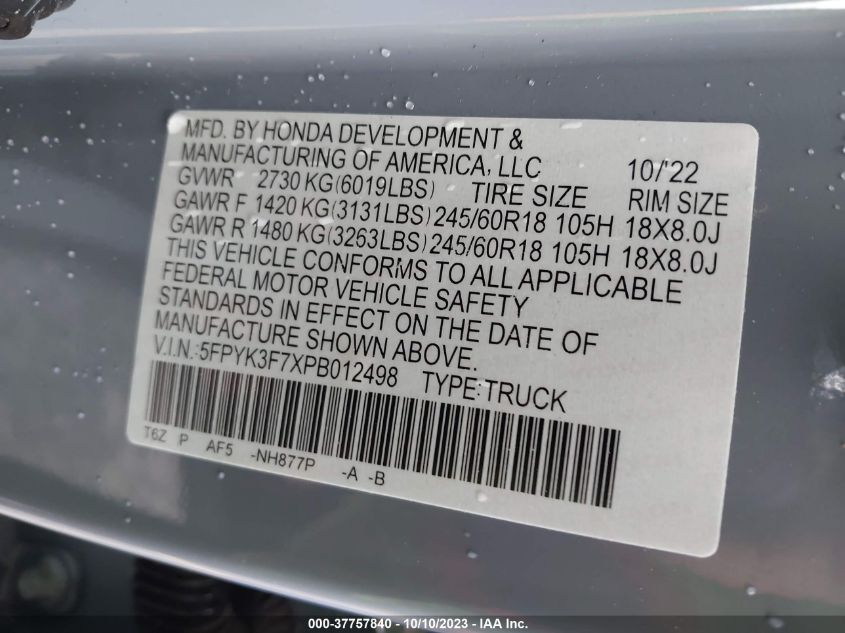 MFD. BY HONDA DEVELOPMENT &
MANUFACTURING OF AMERICA, LLC 10/'22
GVWR 2730 KG(6019LBS) TIRE SIZE RIM SIZE
GAWR F 1420 KG(3131LBS) 245/60R18 105H 18X8.0J
GAWR R 1480 KG(3263LBS) 245/60R18 105H 18X8.0J
THIS VEHICLE CONFORMS TO ALL APPLICABLE
FEDERAL MOTOR VEHICLE SAFETY
STANDARDS IN EFFECT ON THE DATE OF
MANUFACTURE SHOWN ABOVE.
V.I.N.:5FPYK3F7XPB012498 TYPE:TRUCK
T6Z P AF5 -NH877P -A -B
000-37757840 - 10/10/2023 - IAA Inc.